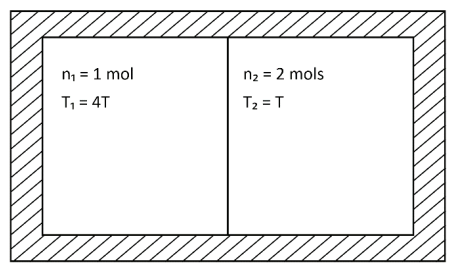 n₁ = 1 mol
T₁ = 4T
n₂ = 2 mols
T₂ = T